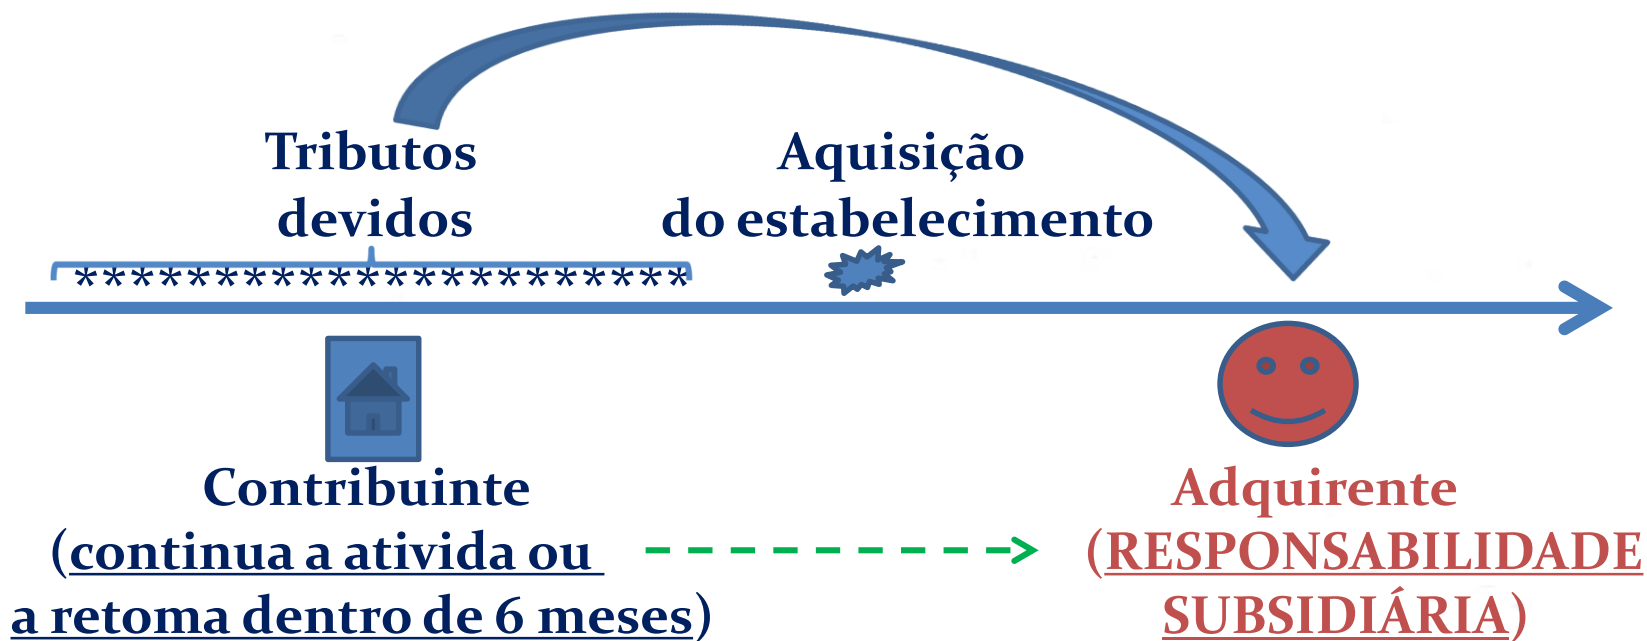 Tributos
devidos
Aquisição
do estabelecimento
**********************
Contribuinte
(continua a ativida ou
a retoma dentro de 6 meses)
Adquirente
(RESPONSABILIDADE
SUBSIDIÁRIA)